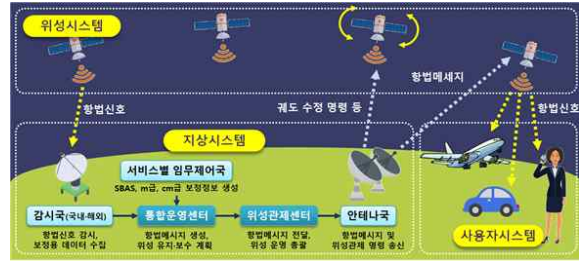 위성시스템
항법신호
궤도 수정 명령 등
항법메세지
항법신호
지상시스템
서비스별 임무제어국
SBAS, m급, cm급 보정정보 생성
감시국(국내·해외)
통합운영센터
위성관제센터
안테나국
항법신호 감시,
보정용 데이터 수집
항법메시지 생성,
위성 유지·보수 계획
항법메시지 전달,
위성 운영 총괄
항법메시지 및
위성관제 명령 송신
사용자시스템